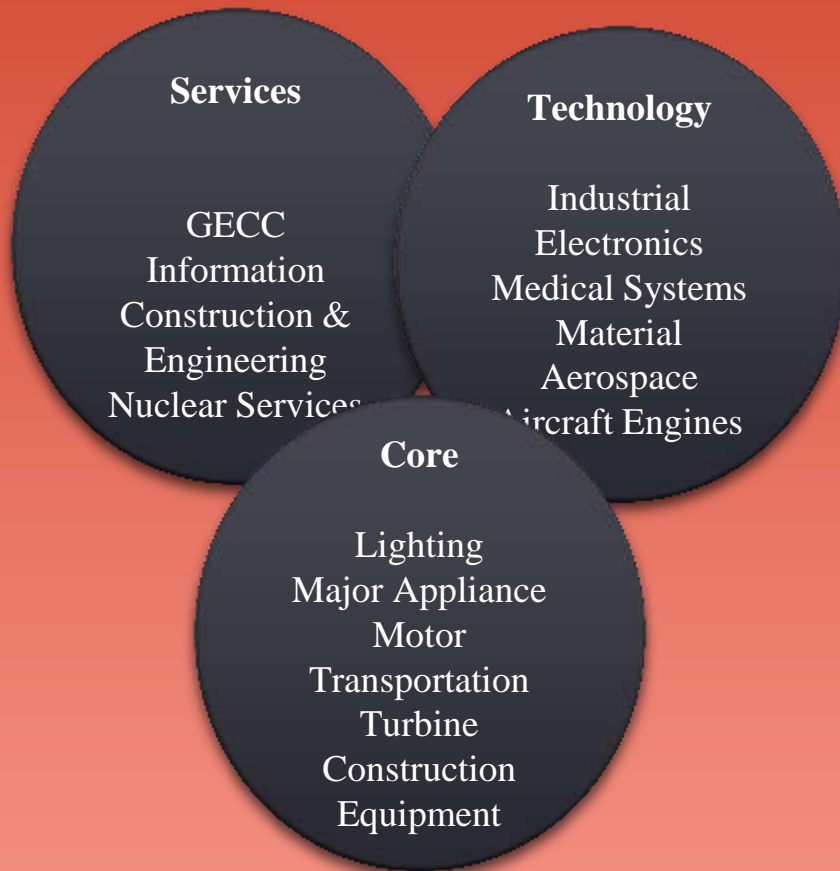 Services
GECC
Information
Construction &
Engineering
Nuclear Services
Technology
Industrial
Electronics
Medical Systems
Material
Aerospace
Aircraft Engines
Core
Lighting
Major Appliance
Motor
Transportation
Turbine
Construction
Equipment